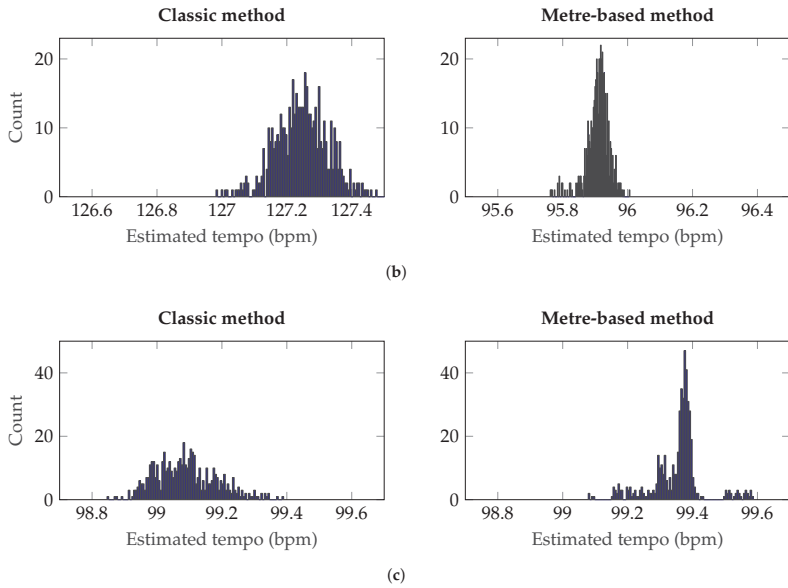 Classic method
Metre-based method
20
10
0
Count
126.6 126.8 127 127.2 127.4
Estimated tempo (bpm)
20
10
0
95.6 95.8 96 96.2 96.4
Estimated tempo (bpm)
(b)
Classic method
Metre-based method
40
20
0
Count
98.8 99 99.2 99.4 99.6
Estimated tempo (bpm)
40
20
0
98.8 99 99.2 99.4 99.6
Estimated tempo (bpm)
(c)